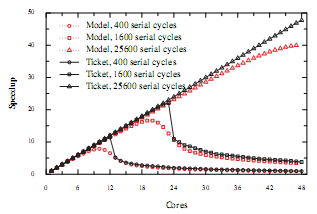 50
40
30
20
10
0
Speedup
Model, 400 serial cycles
Model, 1600 serial cycles
Model, 25600 serial cycles
Ticket, 400 serial cycles
Ticket, 1600 serial cycles
Ticket, 25600 serial cycles
0 6 12 18 24 30 36 42 48
Cores